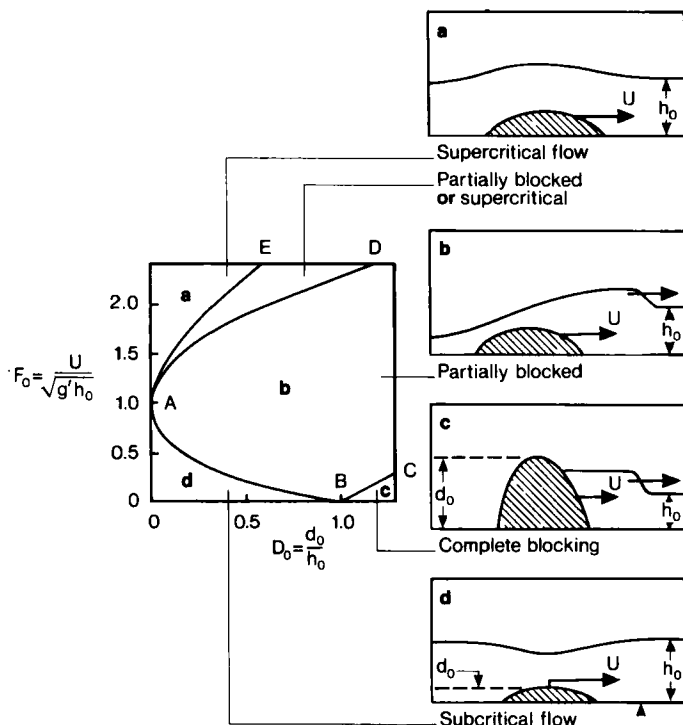 a
U
h₀
Supercritical flow
Partially blocked
or supercritical
E
D
b
U
h₀
Partially blocked
2.0
a
F₀ = U / √g'h₀
1.5
1.0
A
b
0.5
d
B
C
c
0
0
0.5
1.0
D₀ = d₀ / h₀
c
d₀
U
h₀
Complete blocking
d
d₀
U
h₀
Subcritical flow